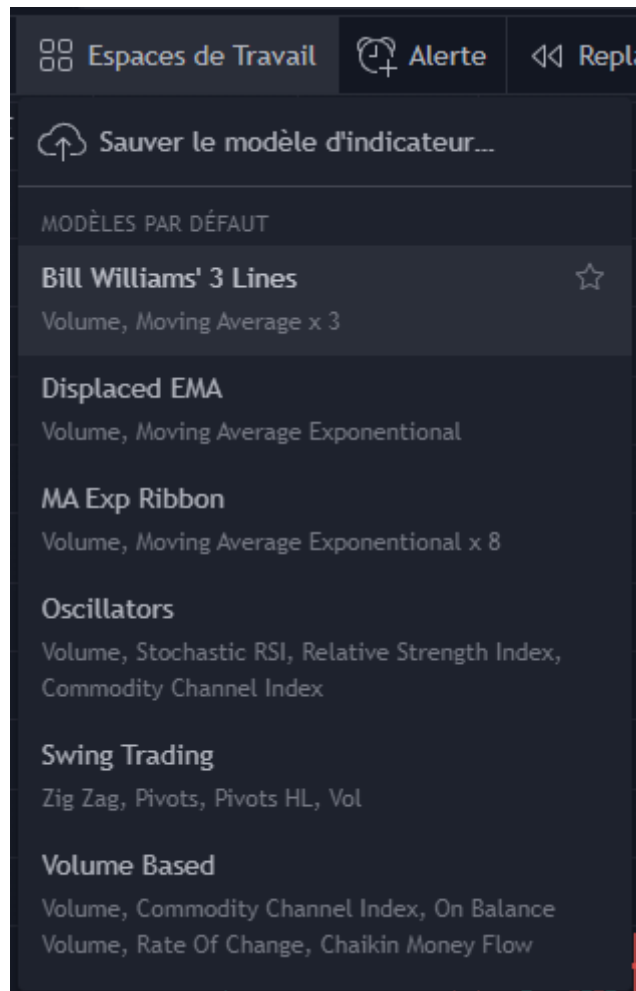 Espaces de Travail
Alerte
Repla
Sauver le modèle d'indicateur...
MODÈLES PAR DÉFAUT
Bill Williams' 3 Lines
Volume, Moving Average x 3
Displaced EMA
Volume, Moving Average Exponentional
MA Exp Ribbon
Volume, Moving Average Exponentional x 8
Oscillators
Volume, Stochastic RSI, Relative Strength Index,
Commodity Channel Index
Swing Trading
Zig Zag, Pivots, Pivots HL, Vol
Volume Based
Volume, Commodity Channel Index, On Balance
Volume, Rate Of Change, Chaikin Money Flow